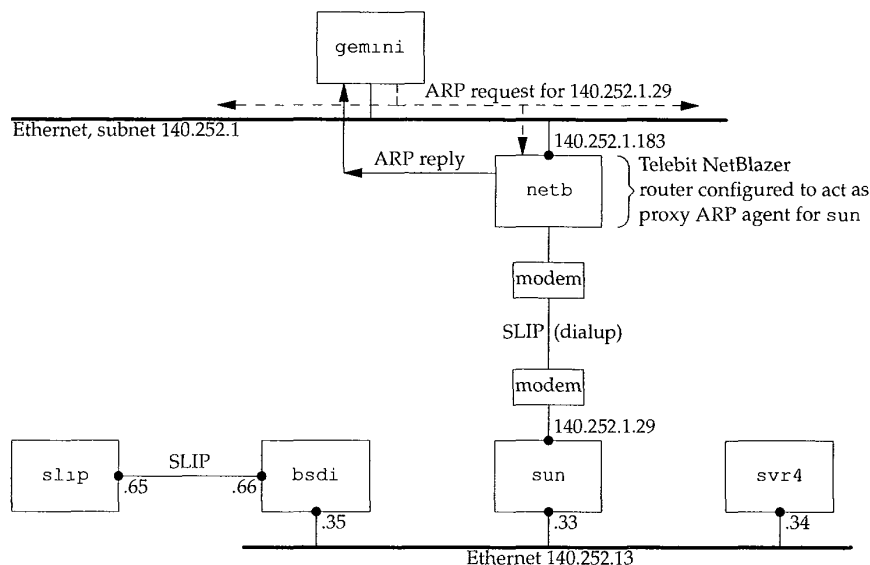 gemini
ARP request for 140.252.1.29
Ethernet, subnet 140.252.1
140.252.1.183
ARP reply
netb
Telebit NetBlazer
router configured to act as
proxy ARP agent for sun
modem
SLIP (dialup)
modem
140.252.1.29
slip
SLIP
bsdi
sun
svr4
.65
.66
.35
.33
.34
Ethernet 140.252.13